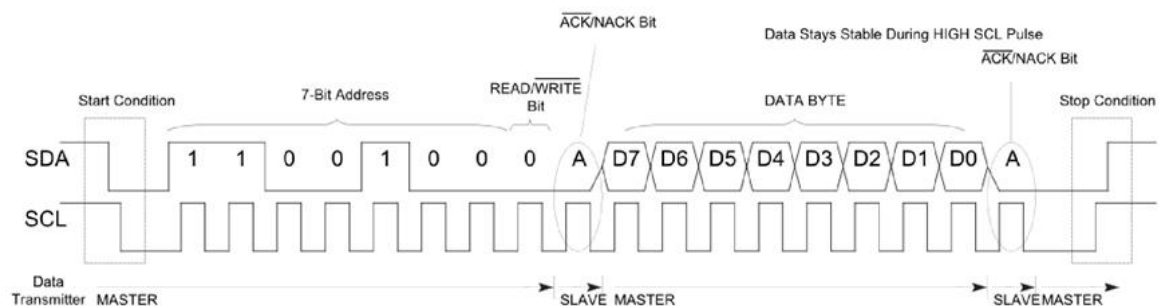 ACK/NACK Bit
Data Stays Stable During HIGH SCL Pulse
ACK/NACK Bit
Start Condition
7-Bit Address
READ/WRITE
Bit
DATA BYTE
Stop Condition
SDA 1 1 0 0 1 0 0 0 A D7 D6 D5 D4 D3 D2 D1 D0 A
SCL
Data
Transmitter MASTER SLAVE MASTER SLAVE MASTER